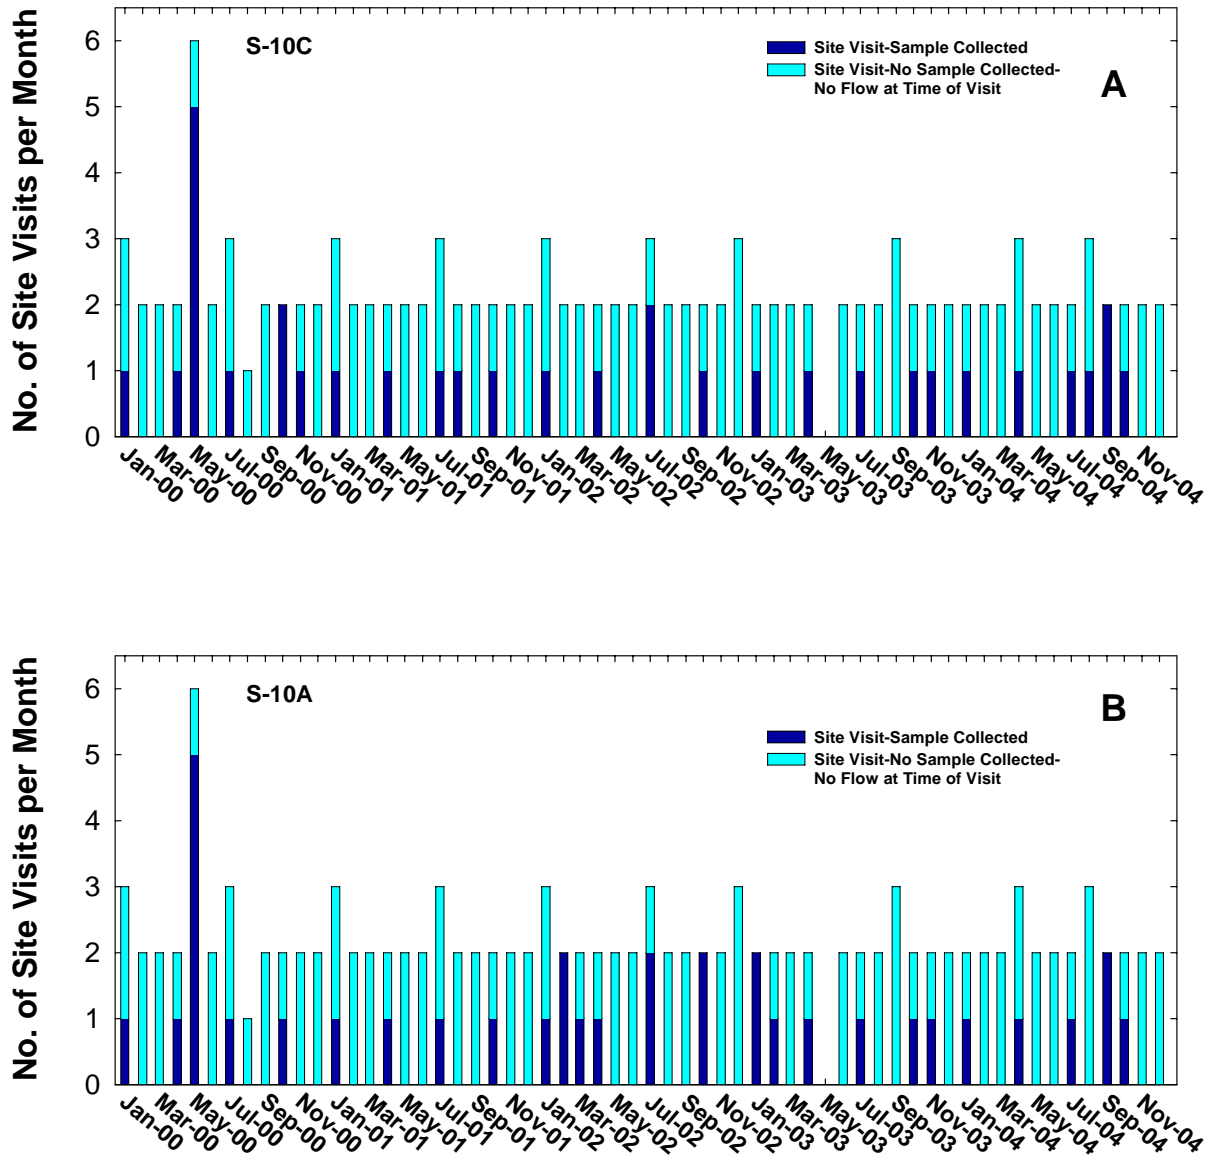 No. of Site Visits per Month
6
5
4
3
2
1
0
S-10C
Site Visit-Sample Collected
Site Visit-No Sample Collected-
No Flow at Time of Visit
A
Jan-00
Mar-00
May-00
Jul-00
Sep-00
Nov-00
Jan-01
Mar-01
May-01
Jul-01
Sep-01
Nov-01
Jan-02
Mar-02
May-02
Jul-02
Sep-02
Nov-02
Jan-03
Mar-03
May-03
Jul-03
Sep-03
Nov-03
Jan-04
Mar-04
May-04
Jul-04
Sep-04
Nov-04
No. of Site Visits per Month
6
5
4
3
2
1
0
S-10A
B
Site Visit-Sample Collected
Site Visit-No Sample Collected-
No Flow at Time of Visit
Jan-00
Mar-00
May-00
Jul-00
Sep-00
Nov-00
Jan-01
Mar-01
May-01
Jul-01
Sep-01
Nov-01
Jan-02
Mar-02
May-02
Jul-02
Sep-02
Nov-02
Jan-03
Mar-03
May-03
Jul-03
Sep-03
Nov-03
Jan-04
Mar-04
May-04
Jul-04
Sep-04
Nov-04